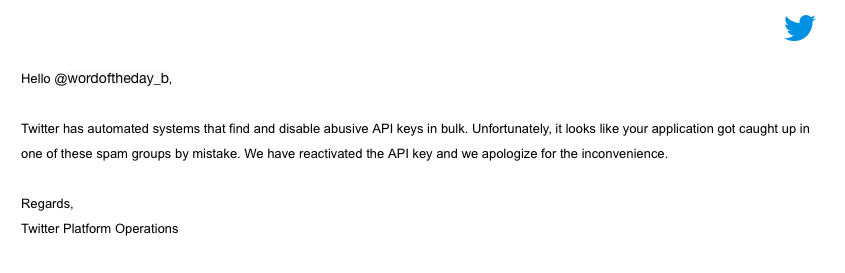 Hello @wordoftheday_b,
Twitter has automated systems that find and disable abusive API keys in bulk. Unfortunately, it looks like your application got caught up in
one of these spam groups by mistake. We have reactivated the API key and we apologize for the inconvenience.
Regards,
Twitter Platform Operations